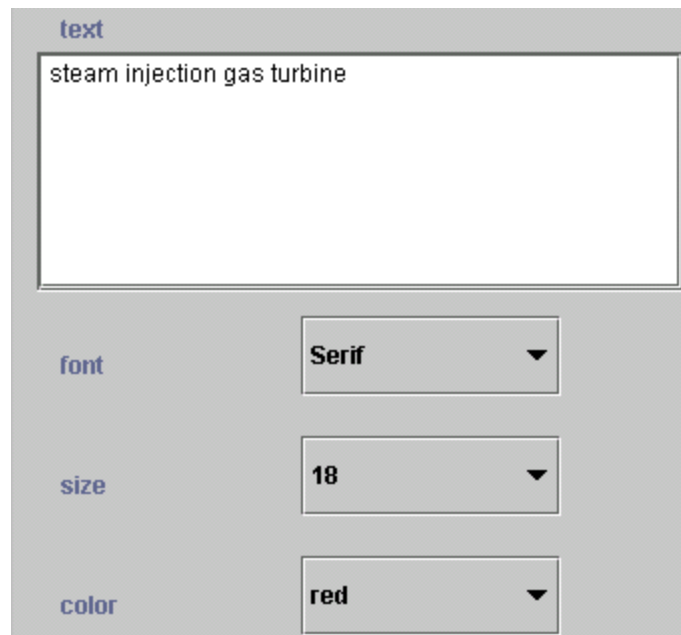 text
steam injection gas turbine
font
Serif
size
18
color
red